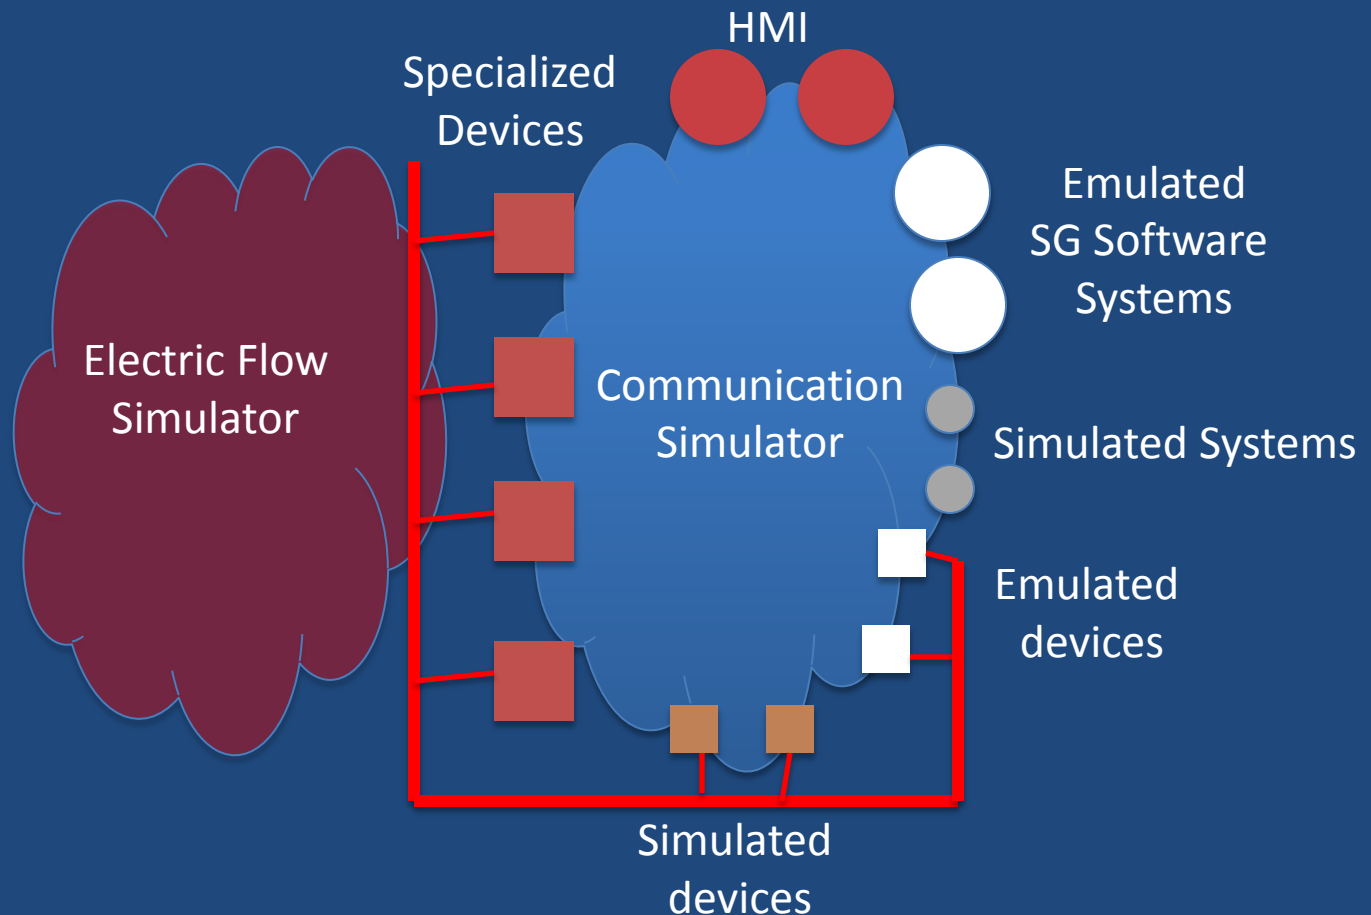 HMI
Specialized
Devices
Emulated
SG Software
Systems
Electric Flow
Simulator
Communication
Simulator
Simulated Systems
Emulated
devices
Simulated
devices